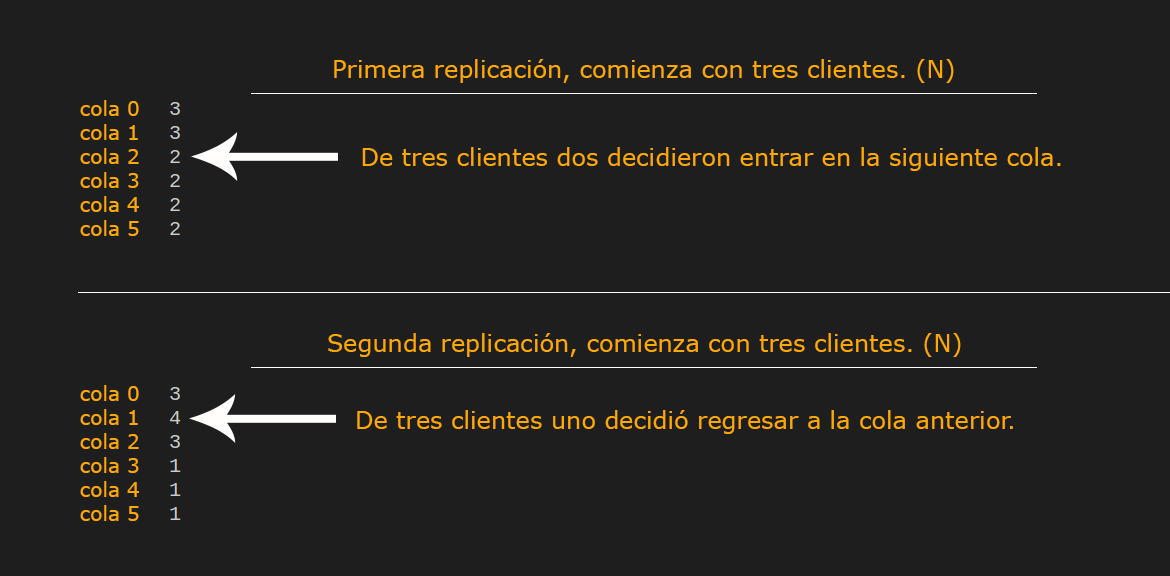 Primera replicación, comienza con tres clientes. (N)
cola 0 3
cola 1 3
cola 2 2 De tres clientes dos decidieron entrar en la siguiente cola.
cola 3 2
cola 4 2
cola 5 2
Segunda replicación, comienza con tres clientes. (N)
cola 0 3
cola 1 4 De tres clientes uno decidió regresar a la cola anterior.
cola 2 3
cola 3 1
cola 4 1
cola 5 1